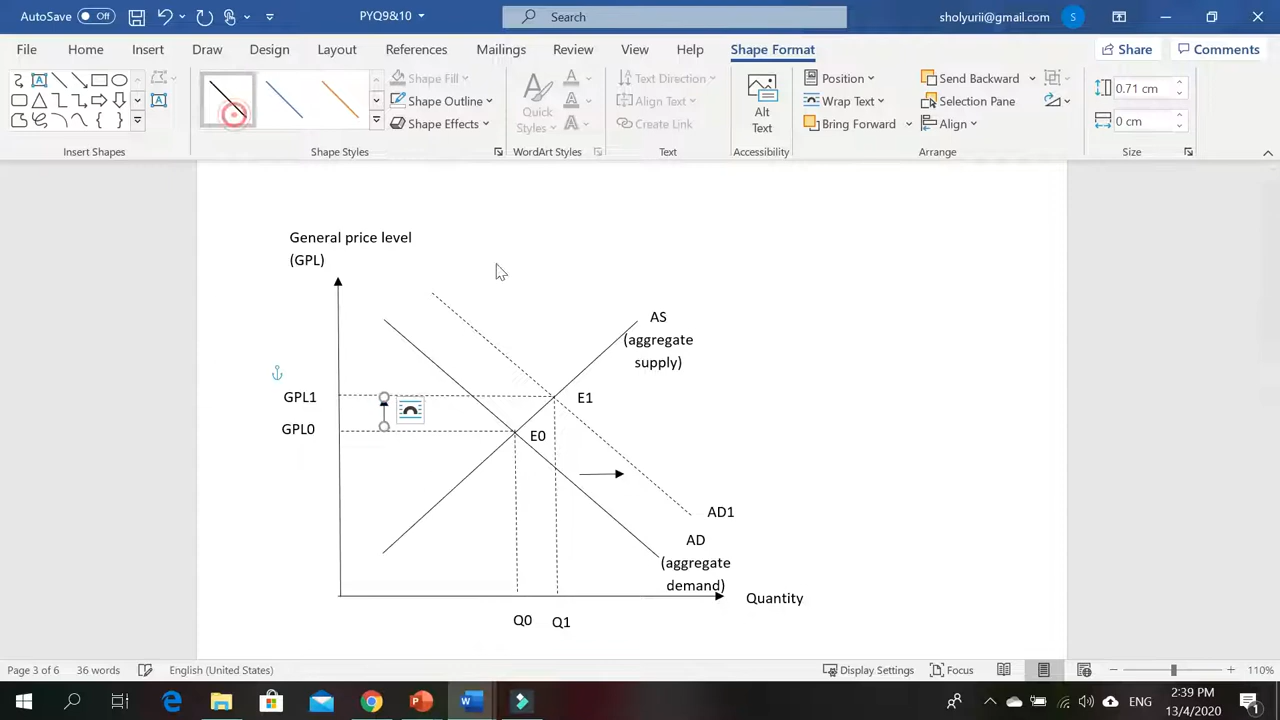 AutoSave Off PYQ9&10 Search sholyurii@gmail.com S
File Home Insert Draw Design Layout References Mailings Review View Help Shape Format Share Comments
Shape Fill
Shape Outline
Shape Effects
Quick
Styles
A
A
A
Text Direction
Align Text
Create Link
Alt
Text
Position
Wrap Text
Bring Forward
Send Backward
Selection Pane
Align
0.71 cm
0 cm
Insert Shapes Shape Styles WordArt Styles Text Accessibility Arrange Size
General price level
(GPL)
AS
(aggregate
supply)
GPL1
E1
GPL0
E0
AD1
AD
(aggregate
demand)
Quantity
Q0 Q1
Page 3 of 6 36 words English (United States) Display Settings Focus 110%
W ENG 2:39 PM
13/4/2020 1